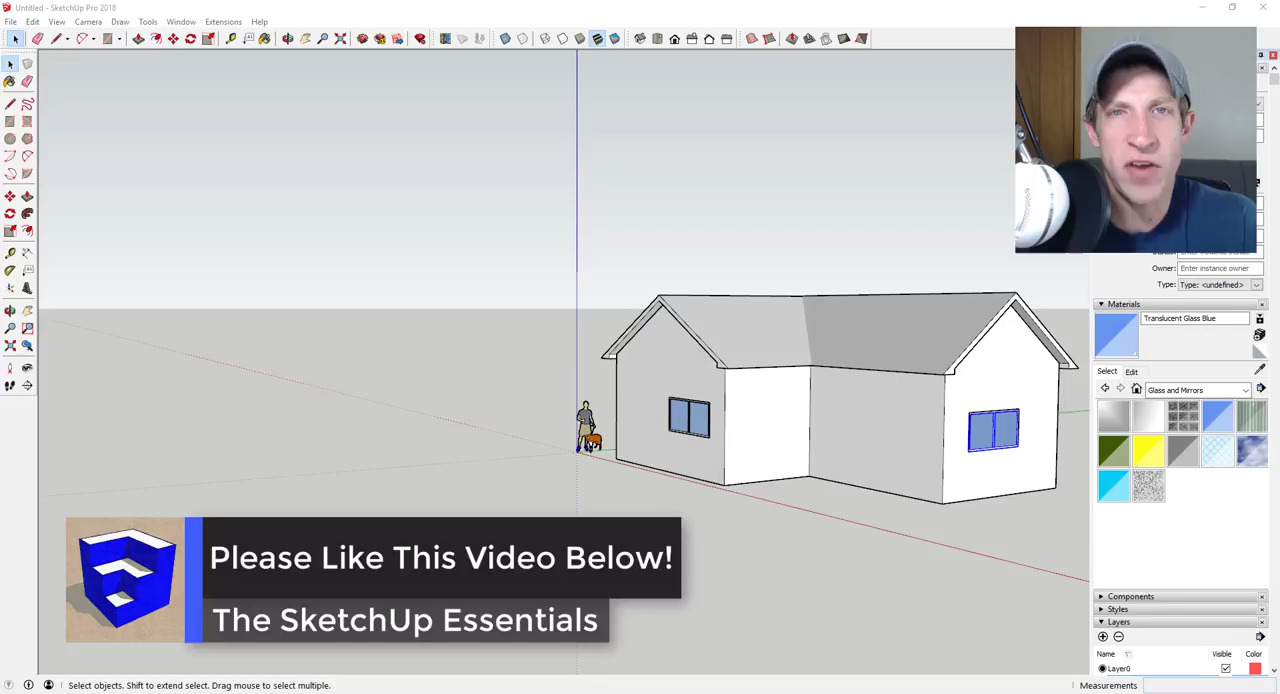 Untitled - SketchUp Pro 2018
File Edit View Camera Draw Tools Window Extensions Help
Owner: Enter instance owner
Type: Type: <undefined>
Materials
Translucent Glass Blue
Select Edit
Glass and Mirrors
Please Like This Video Below!
The SketchUp Essentials
Components
Styles
Layers
Name Visible Color
Layer0
Select objects. Shift to extend select. Drag mouse to select multiple.
Measurements